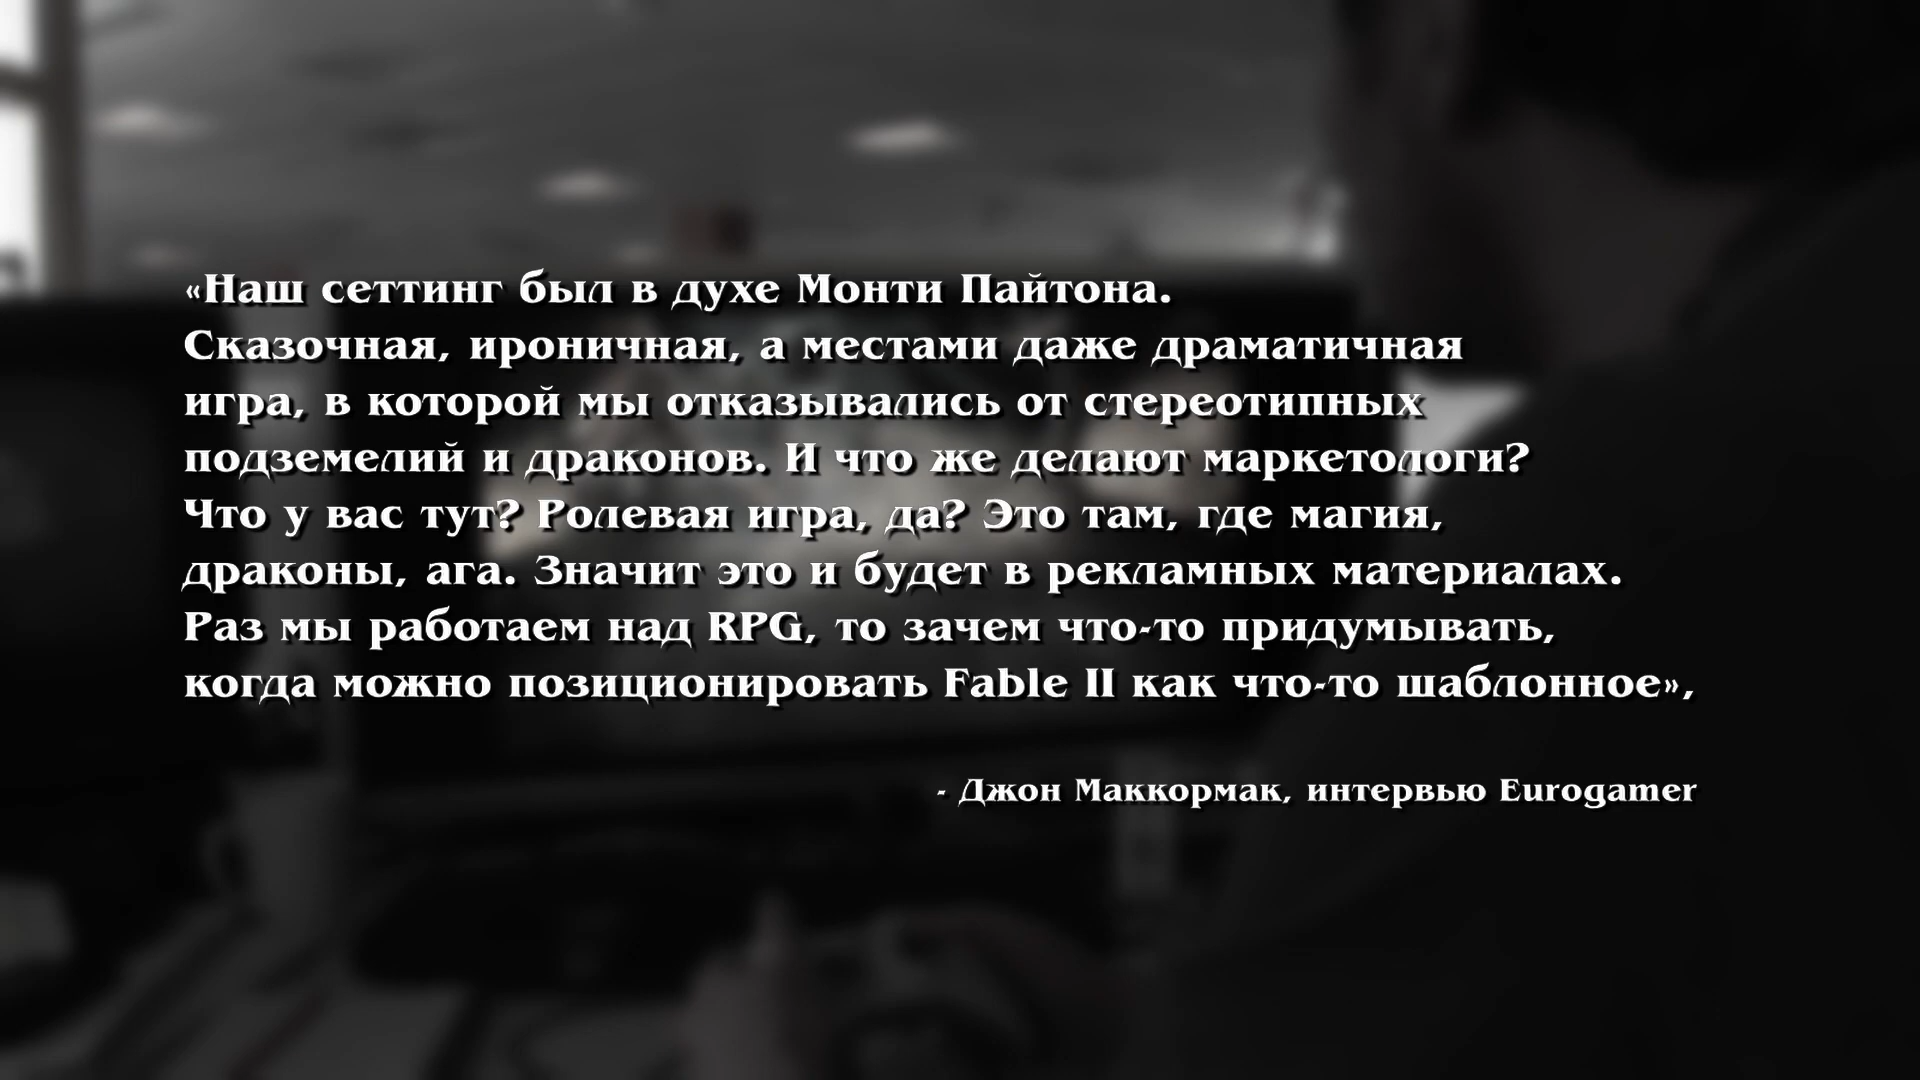 «Наш сеттинг был в духе Монти Пайтона.
Сказочная, ироничная, а местами даже драматичная
игра, в которой мы отказывались от стереотипных
подземелий и драконов. И что же делают маркетологи?
Что у вас тут? Ролевая игра, да? Это там, где магия,
драконы, ага. Значит это и будет в рекламных материалах.
Раз мы работаем над RPG, то зачем что-то придумывать,
когда можно позиционировать Fable II как что-то шаблонное»,
- Джон Маккормак, интервью Eurogamer